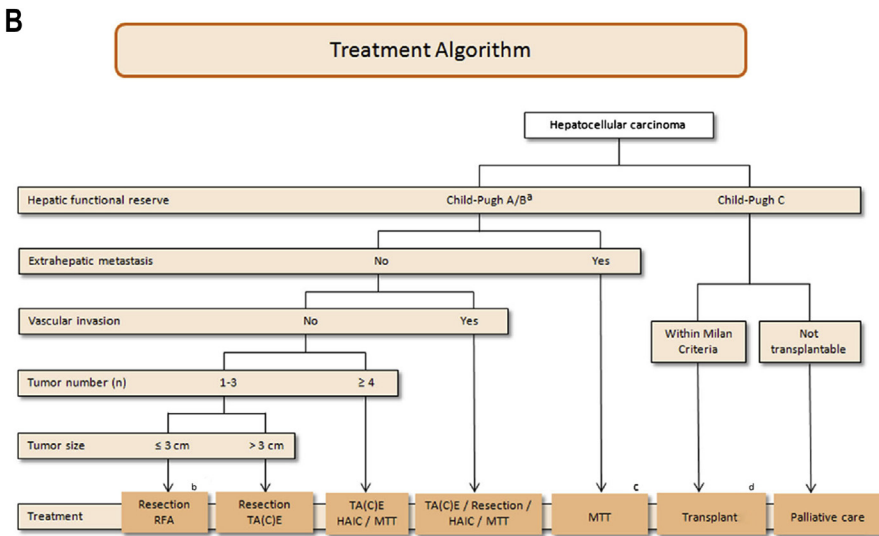 B
Treatment Algorithm
Hepatocellular carcinoma
Hepatic functional reserve Child-Pugh A/Ba Child-Pugh C
Extrahepatic metastasis No Yes
Vascular invasion No Yes
Within Milan
Criteria
Not
transplantable
Tumor number (n) 1-3 ≥ 4
Tumor size ≤ 3 cm > 3 cm
b c d
Treatment
Resection
RFA
Resection
TA(C)E
TA(C)E
HAIC / MTT
TA(C)E / Resection /
HAIC / MTT
MTT
Transplant
Palliative care